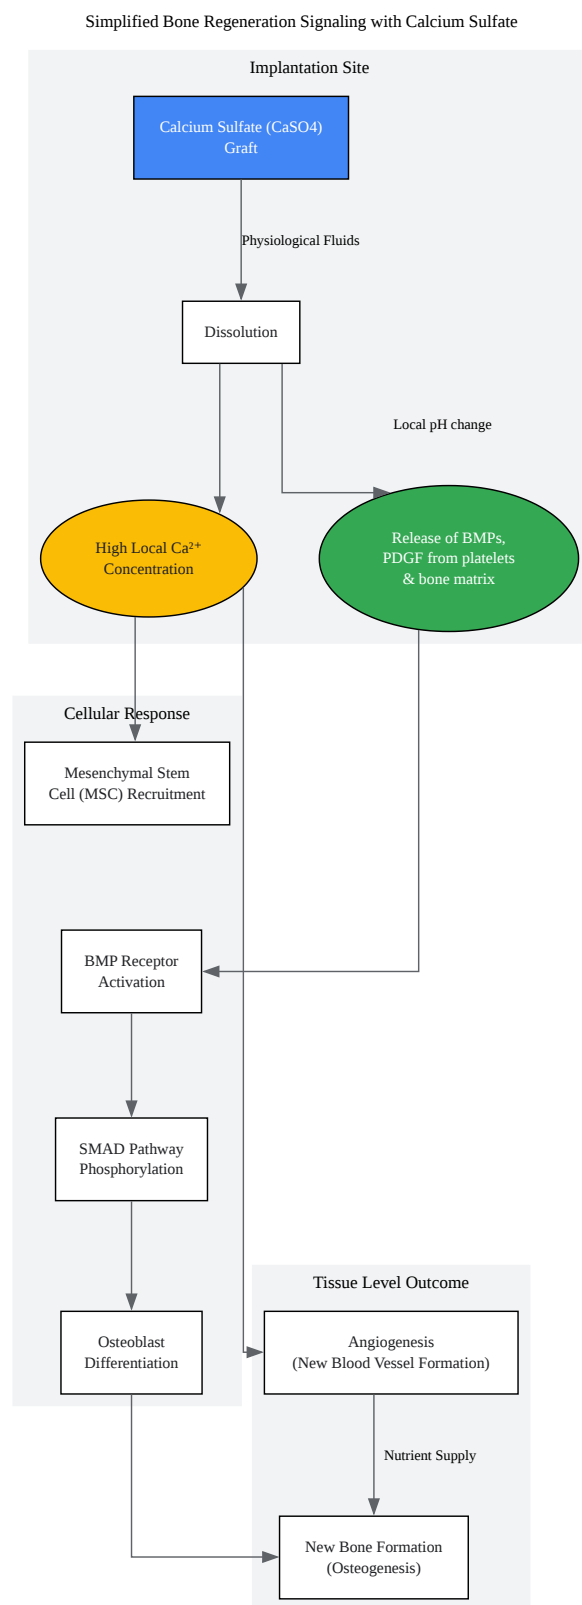 Simplified Bone Regeneration Signaling with Calcium Sulfate
Implantation Site
Calcium Sulfate (CaSO4)
Graft
Physiological Fluids
Dissolution
Local pH change
High Local Ca²⁺
Concentration
Release of BMPs,
PDGF from platelets
& bone matrix
Cellular Response
Mesenchymal Stem
Cell (MSC) Recruitment
BMP Receptor
Activation
SMAD Pathway
Phosphorylation
Tissue Level Outcome
Osteoblast
Differentiation
Angiogenesis
(New Blood Vessel Formation)
Nutrient Supply
New Bone Formation
(Osteogenesis)